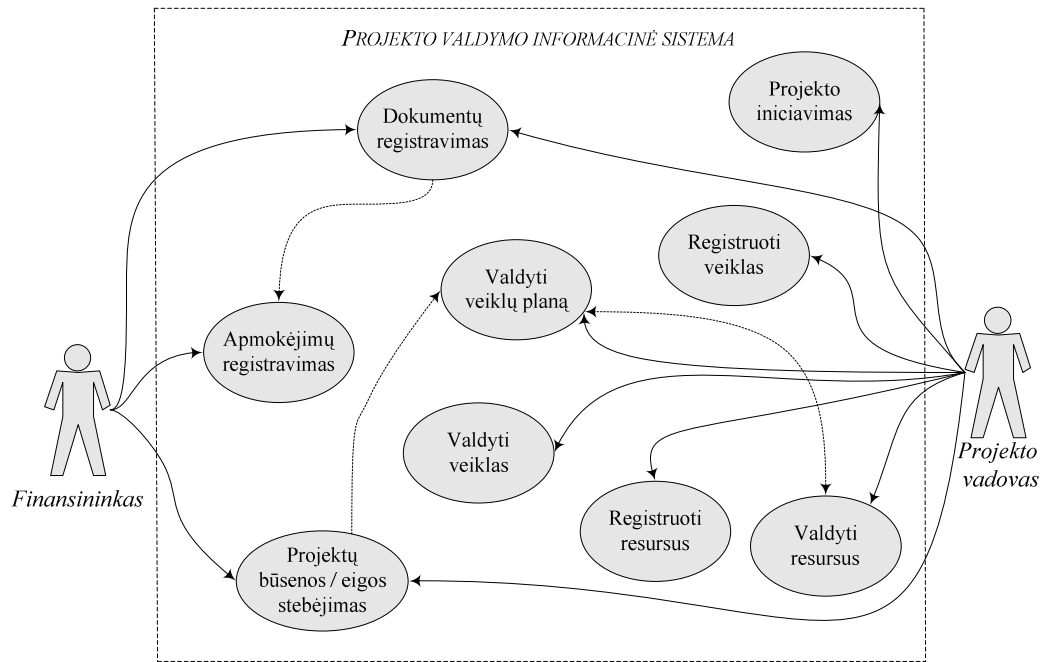 PROJEKTO VALDYMO INFORMACINĖ SISTEMA
Projekto
iniciavimas
Dokumentų
registravimas
Registruoti
veiklas
Valdyti
veiklų planą
Apmokėjimų
registravimas
Valdyti
veiklas
Projekto
vadovas
Finansininkas
Registruoti
resursus
Valdyti
resursus
Projektų
būsenos / eigos
stebėjimas